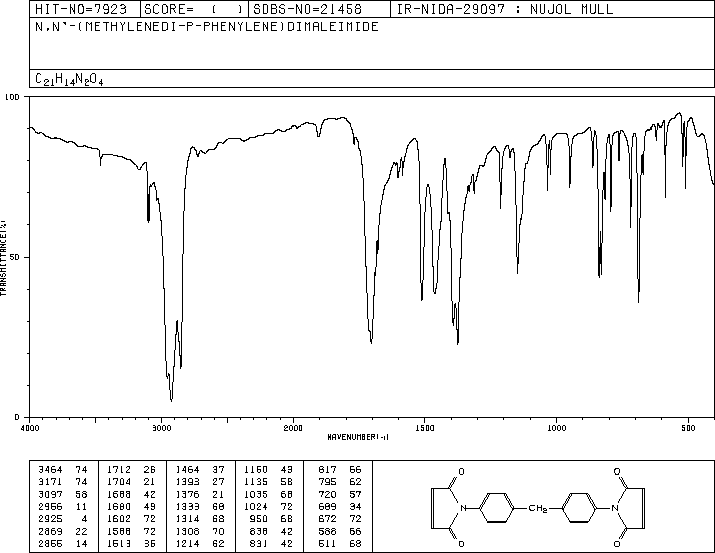 HIT-NO=7923 SCORE= ( ) SDBS-NO=21458 IR-NIDA-29097 : NUJOL MULL
N,N'-(METHYLENEDI-P-PHENYLENE)DIMALEIMIDE
C21H14N2O4
100
50
0
TRANSMITTANCE(%)
4000 3000 2000 1500 1000 500
WAVENUMBER(-1)
3464 74 1712 26 1464 37 1150 43 817 56
3171 74 1704 21 1393 27 1135 58 795 62
3097 58 1688 42 1376 21 1035 68 720 57
2956 11 1680 49 1333 68 1024 72 689 34
2925 4 1602 72 1314 68 950 68 672 72
2869 22 1588 72 1308 70 838 42 588 66
2855 14 1513 35 1214 62 831 42 511 68
O O
N CH2 N
O O